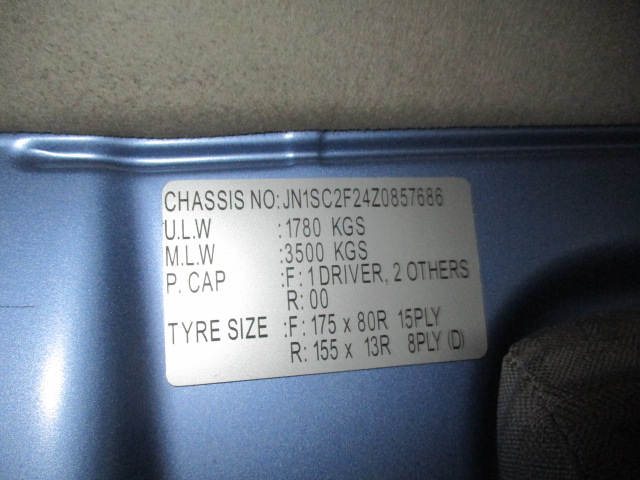 CHASSIS NO: JN1SC2F24Z0857686
U.L.W :1780 KGS
M.L.W :3500 KGS
P. CAP :F: 1 DRIVER, 2 OTHERS
R: 00
TYRE SIZE :F: 175 x 80R 15PLY
R: 155 x 13R 8PLY (D)